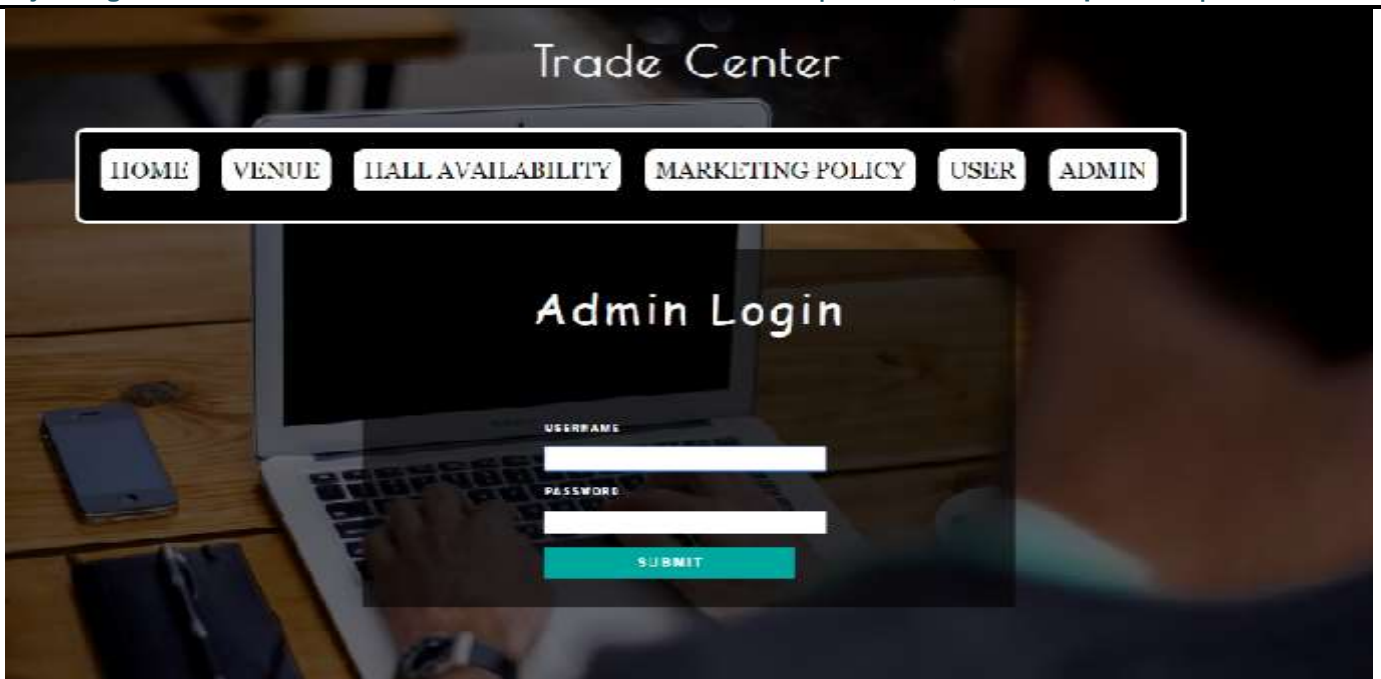 Trade Center
HOME VENUE HALL AVAILABILITY MARKETING POLICY USER ADMIN
Admin Login
USERNAME
PASSWORD
SUBMIT